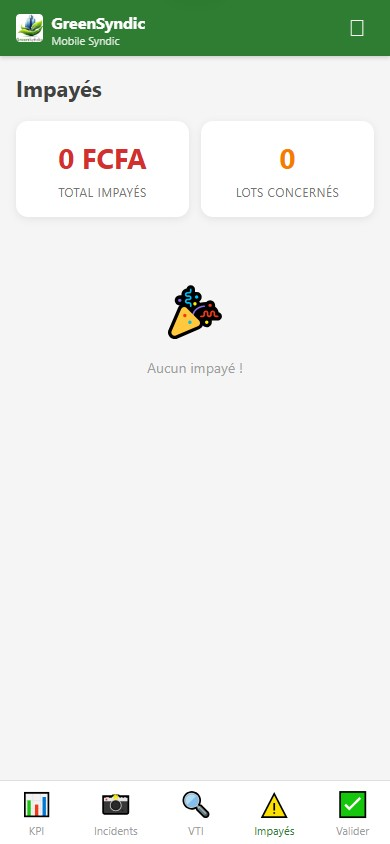 GreenSyndic
Mobile Syndic
Impayés
0 FCFA
TOTAL IMPAYÉS
0
LOTS CONCERNÉS
Aucun impayé !
KPI
Incidents
VTI
Impayés
Valider